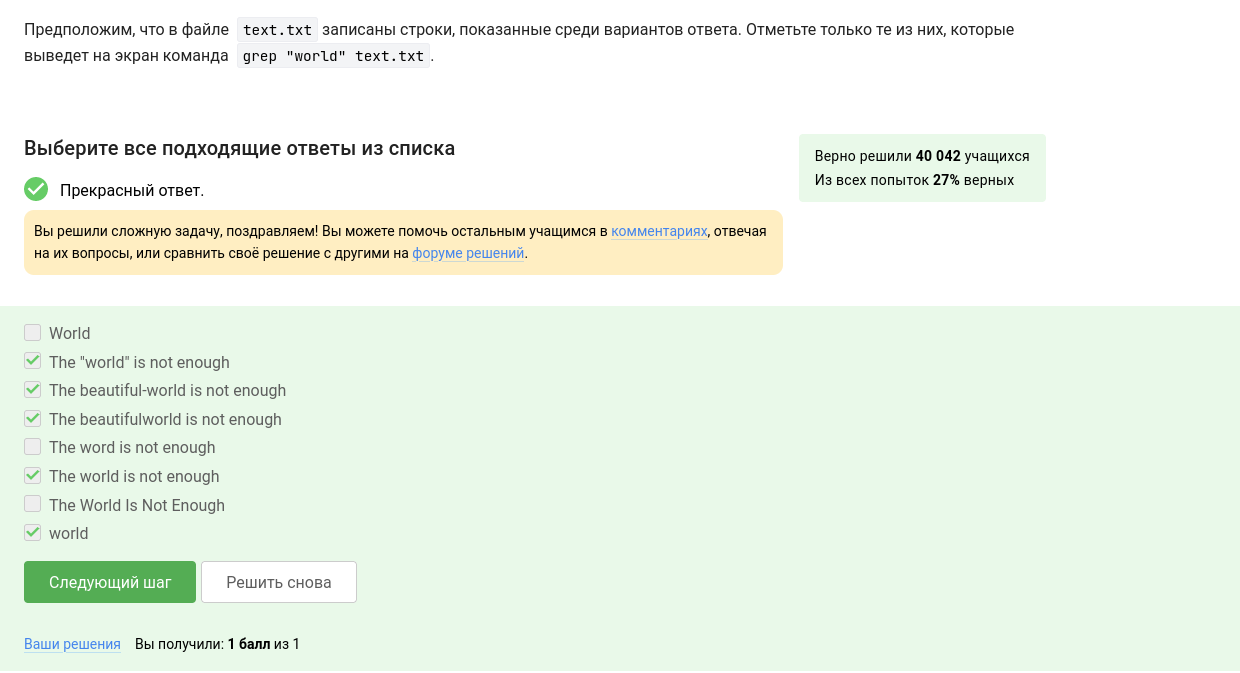 Предположим, что в файле text.txt записаны строки, показанные среди вариантов ответа. Отметьте только те из них, которые
выведет на экран команда grep "world" text.txt.
Выберите все подходящие ответы из списка
Верно решили 40 042 учащихся
Из всех попыток 27% верных
Прекрасный ответ.
Вы решили сложную задачу, поздравляем! Вы можете помочь остальным учащимся в комментариях, отвечая
на их вопросы, или сравнить своё решение с другими на форуме решений.
World
The "world" is not enough
The beautiful-world is not enough
The beautifulworld is not enough
The word is not enough
The world is not enough
The World Is Not Enough
world
Следующий шаг Решить снова
Ваши решения Вы получили: 1 балл из 1